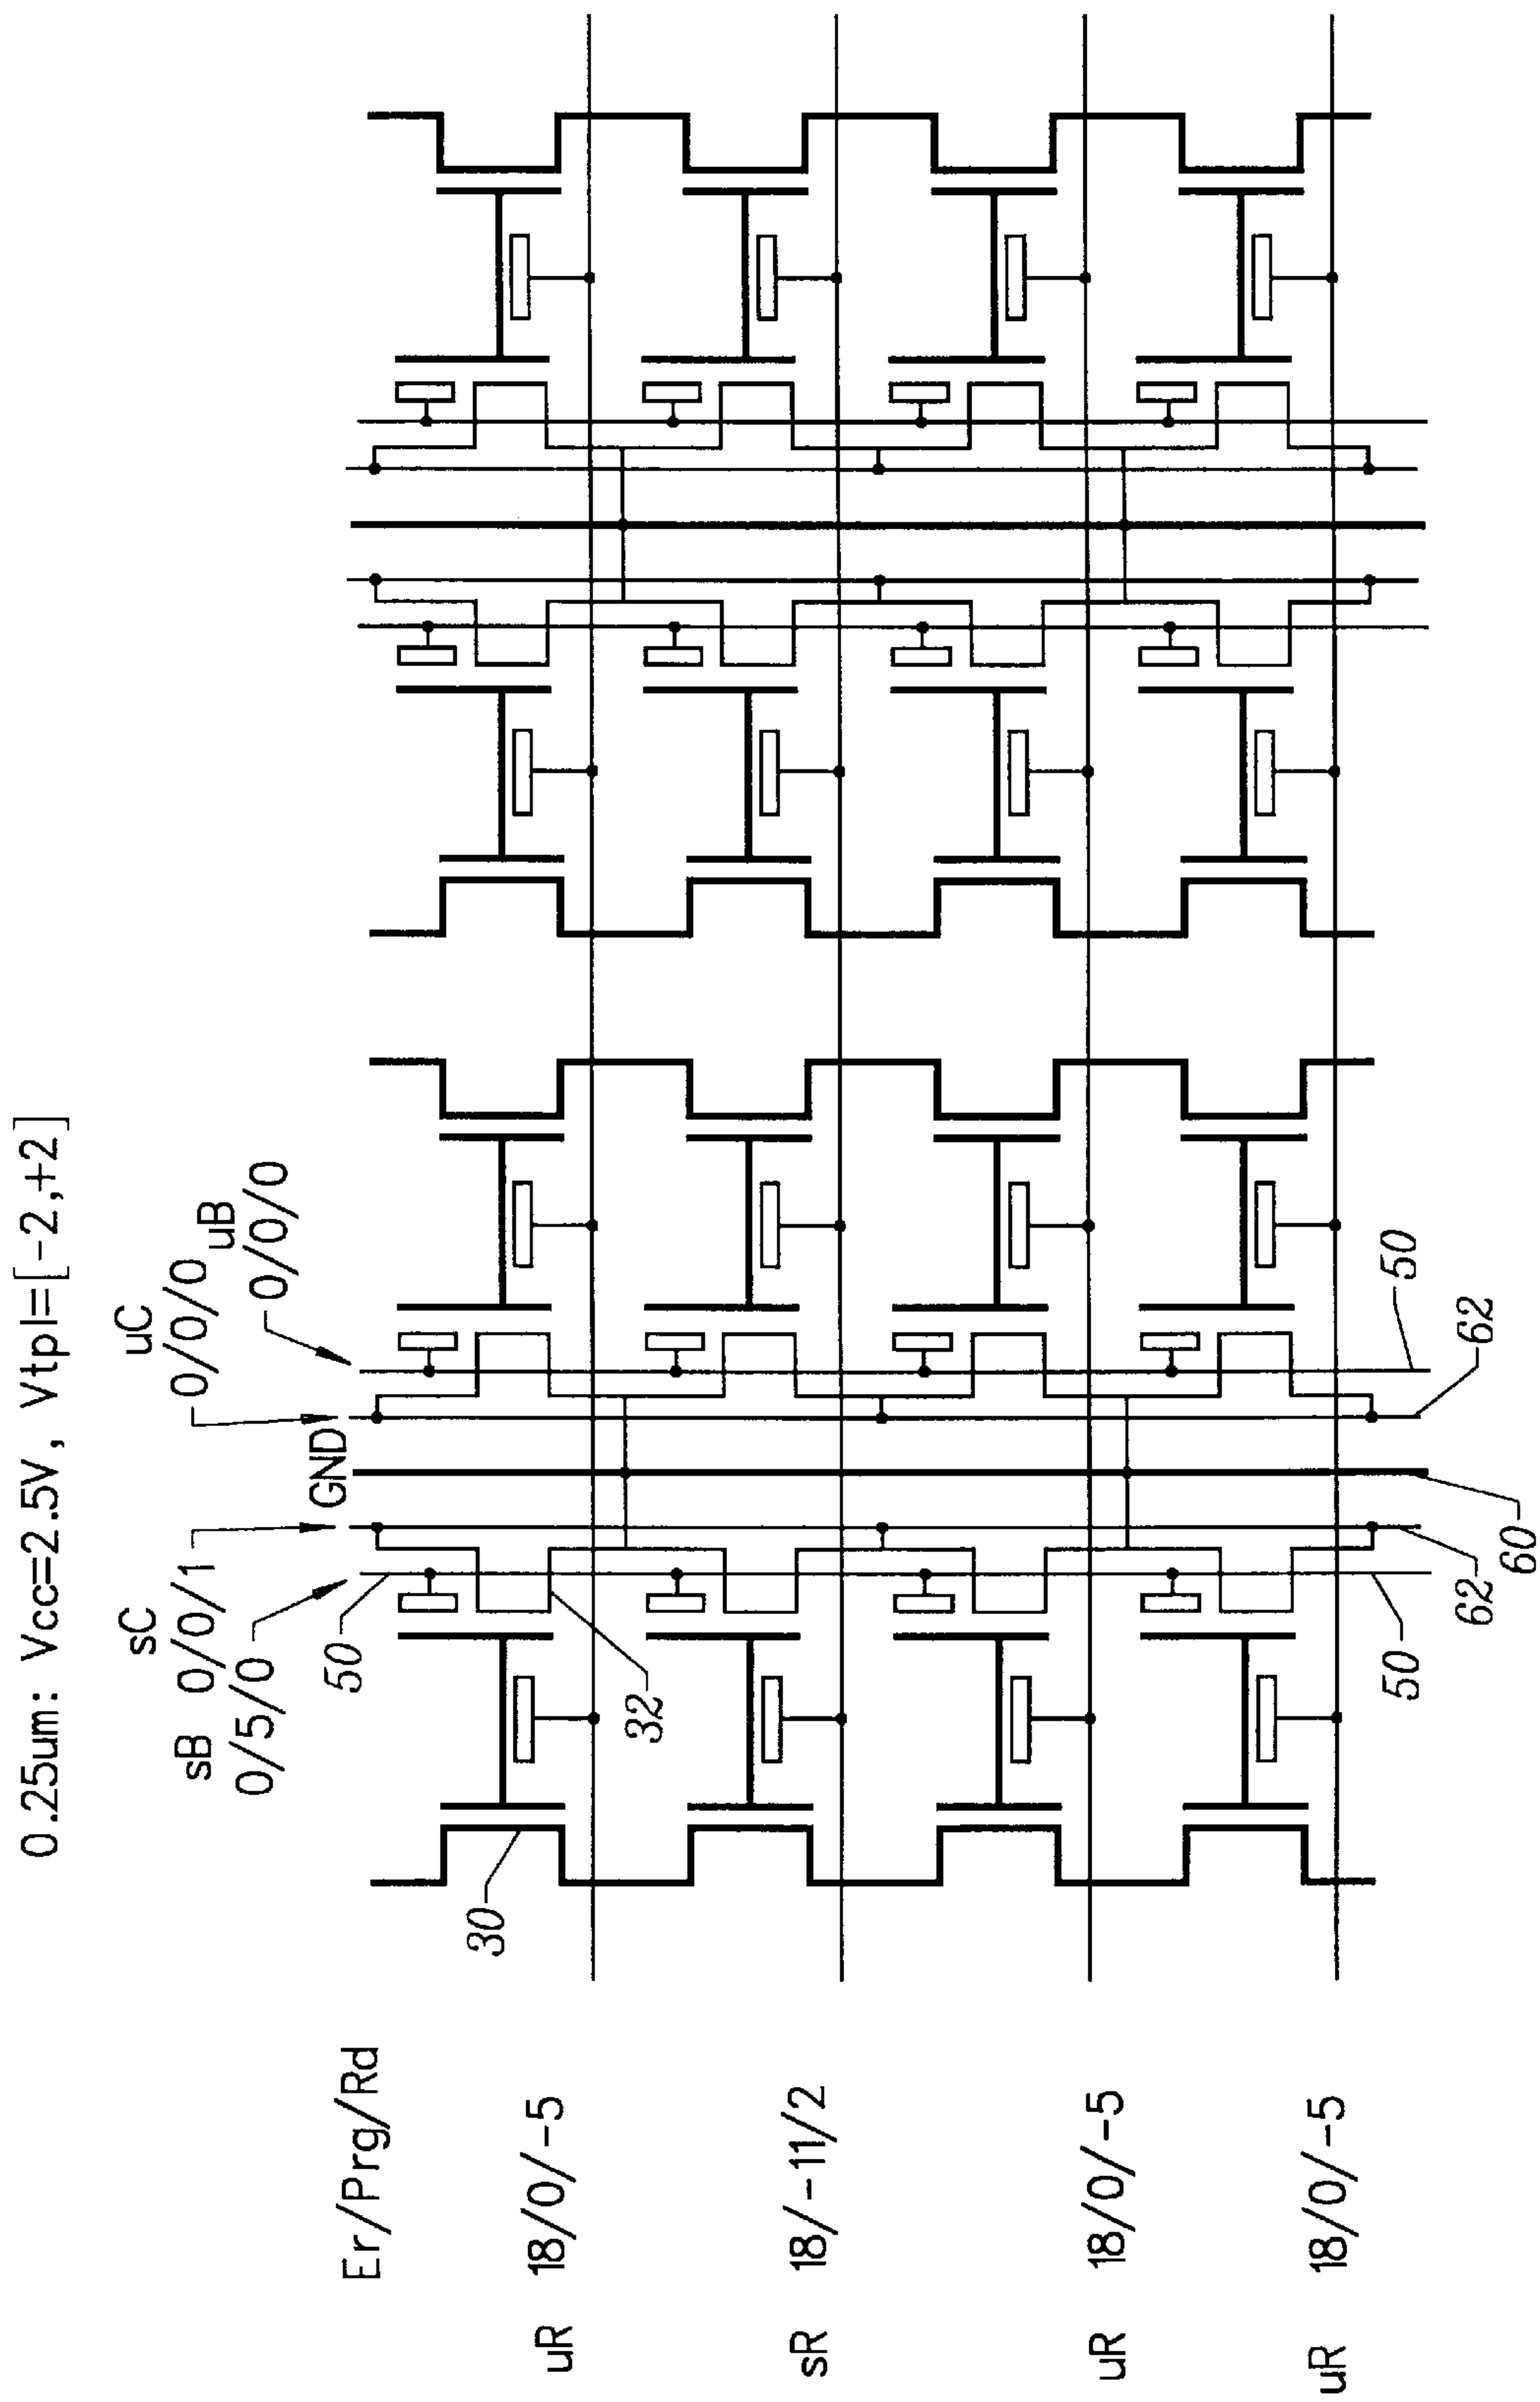 0.25um: Vcc=2.5V, Vtpl=[-2,+2]
sC
sB 0/0/1
0/5/0
50
GND
uC
0/0/0
uB
0/0/0
Er/Prg/Rd
uR 18/0/-5
30
32
sR 18/-11/2
uR 18/0/-5
uR 18/0/-5
50
62
60
50
62